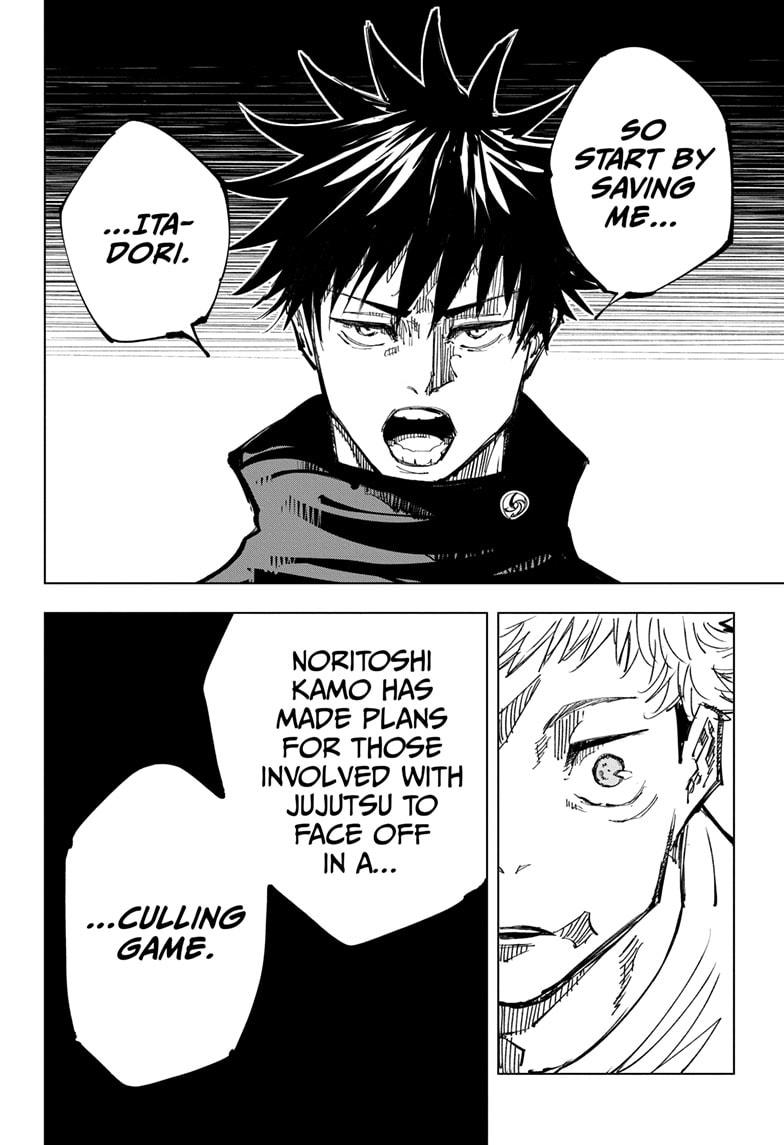 SO
START BY
SAVING
ME...
...ITA-
DORI.
NORITOSHI
KAMO HAS
MADE PLANS
FOR THOSE
INVOLVED WITH
JUJUTSU TO
FACE OFF
IN A...
...CULLING
GAME.